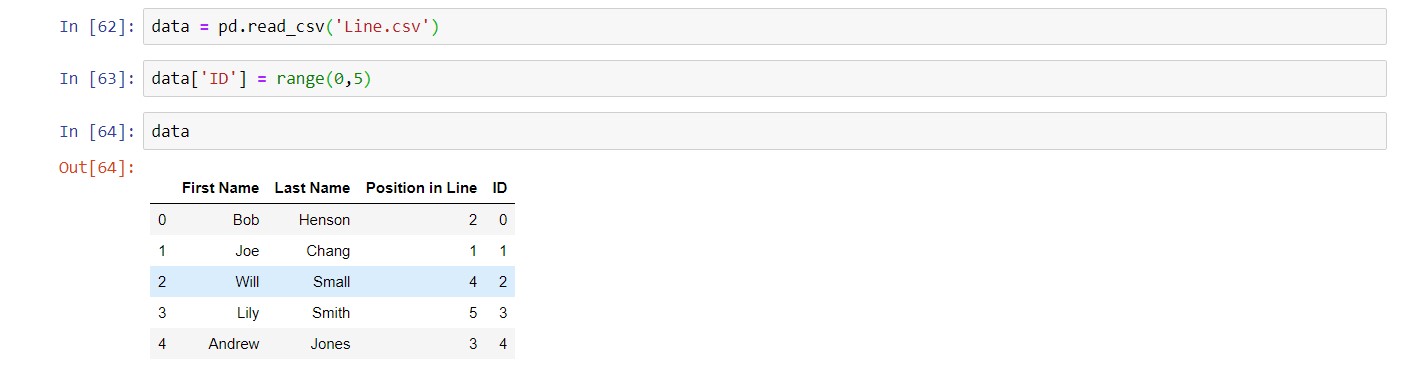 In [62]: data = pd.read_csv('Line.csv')
In [63]: data['ID'] = range(0,5)
In [64]: data
Out[64]:
First Name Last Name Position in Line ID
0 Bob Henson 2 0
1 Joe Chang 1 1
2 Will Small 4 2
3 Lily Smith 5 3
4 Andrew Jones 3 4